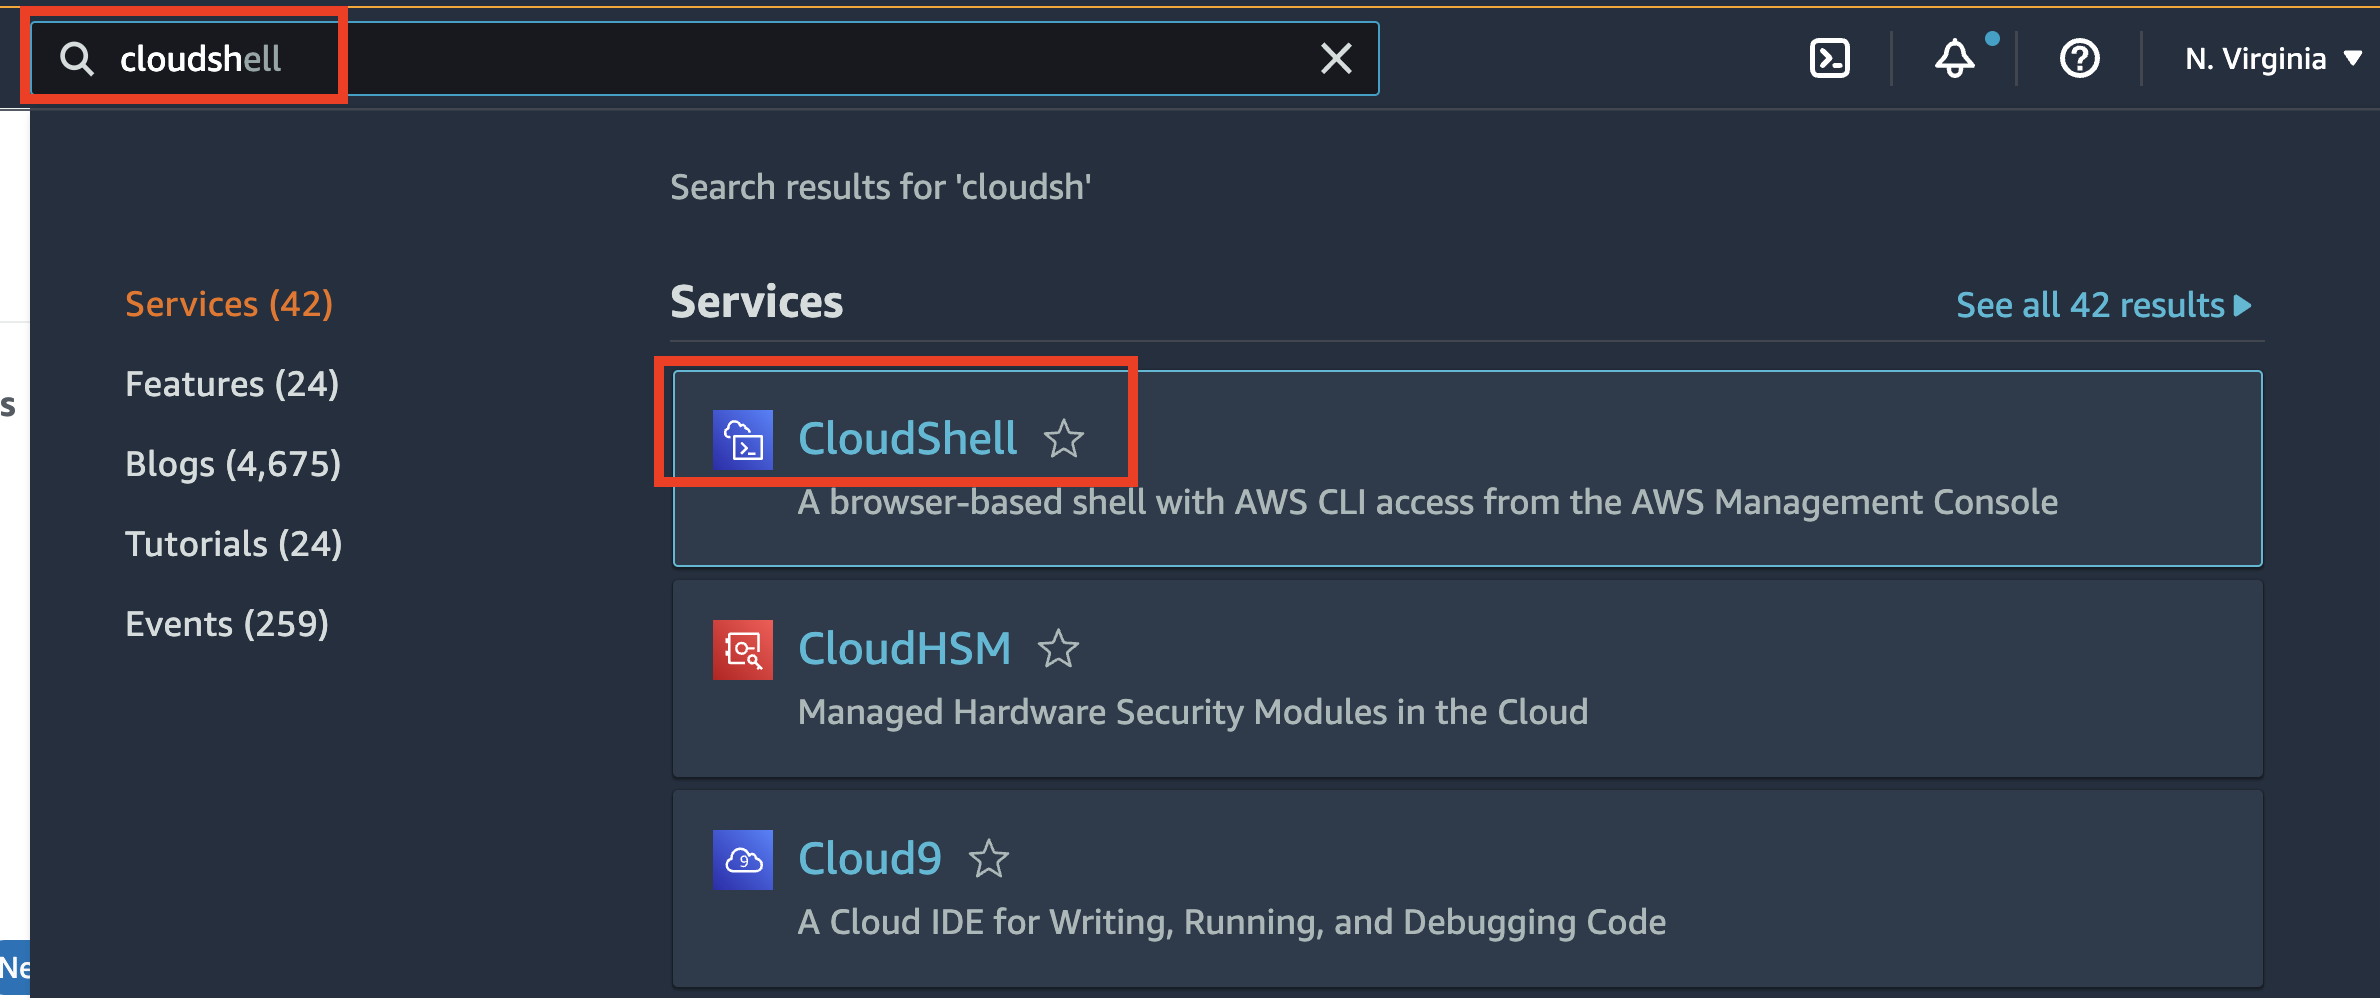 cloudshell
N. Virginia
Search results for 'cloudsh'
Services (42)
Features (24)
Blogs (4,675)
Tutorials (24)
Events (259)
Services
See all 42 results
CloudShell
A browser-based shell with AWS CLI access from the AWS Management Console
CloudHSM
Managed Hardware Security Modules in the Cloud
Cloud9
A Cloud IDE for Writing, Running, and Debugging Code
s
Ne